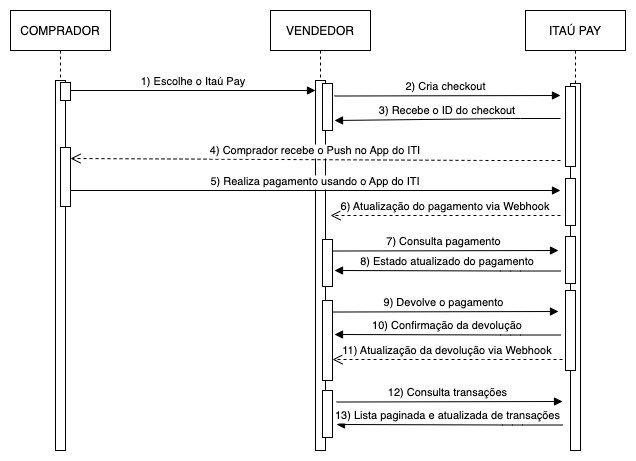 COMPRADOR
VENDEDOR
ITAÚ PAY
1) Escolhe o Itaú Pay
2) Cria checkout
3) Recebe o ID do checkout
4) Comprador recebe o Push no App do ITI
5) Realiza pagamento usando o App do ITI
6) Atualização do pagamento via Webhook
7) Consulta pagamento
8) Estado atualizado do pagamento
9) Devolve o pagamento
10) Confirmação da devolução
11) Atualização da devolução via Webhook
12) Consulta transações
13) Lista paginada e atualizada de transações